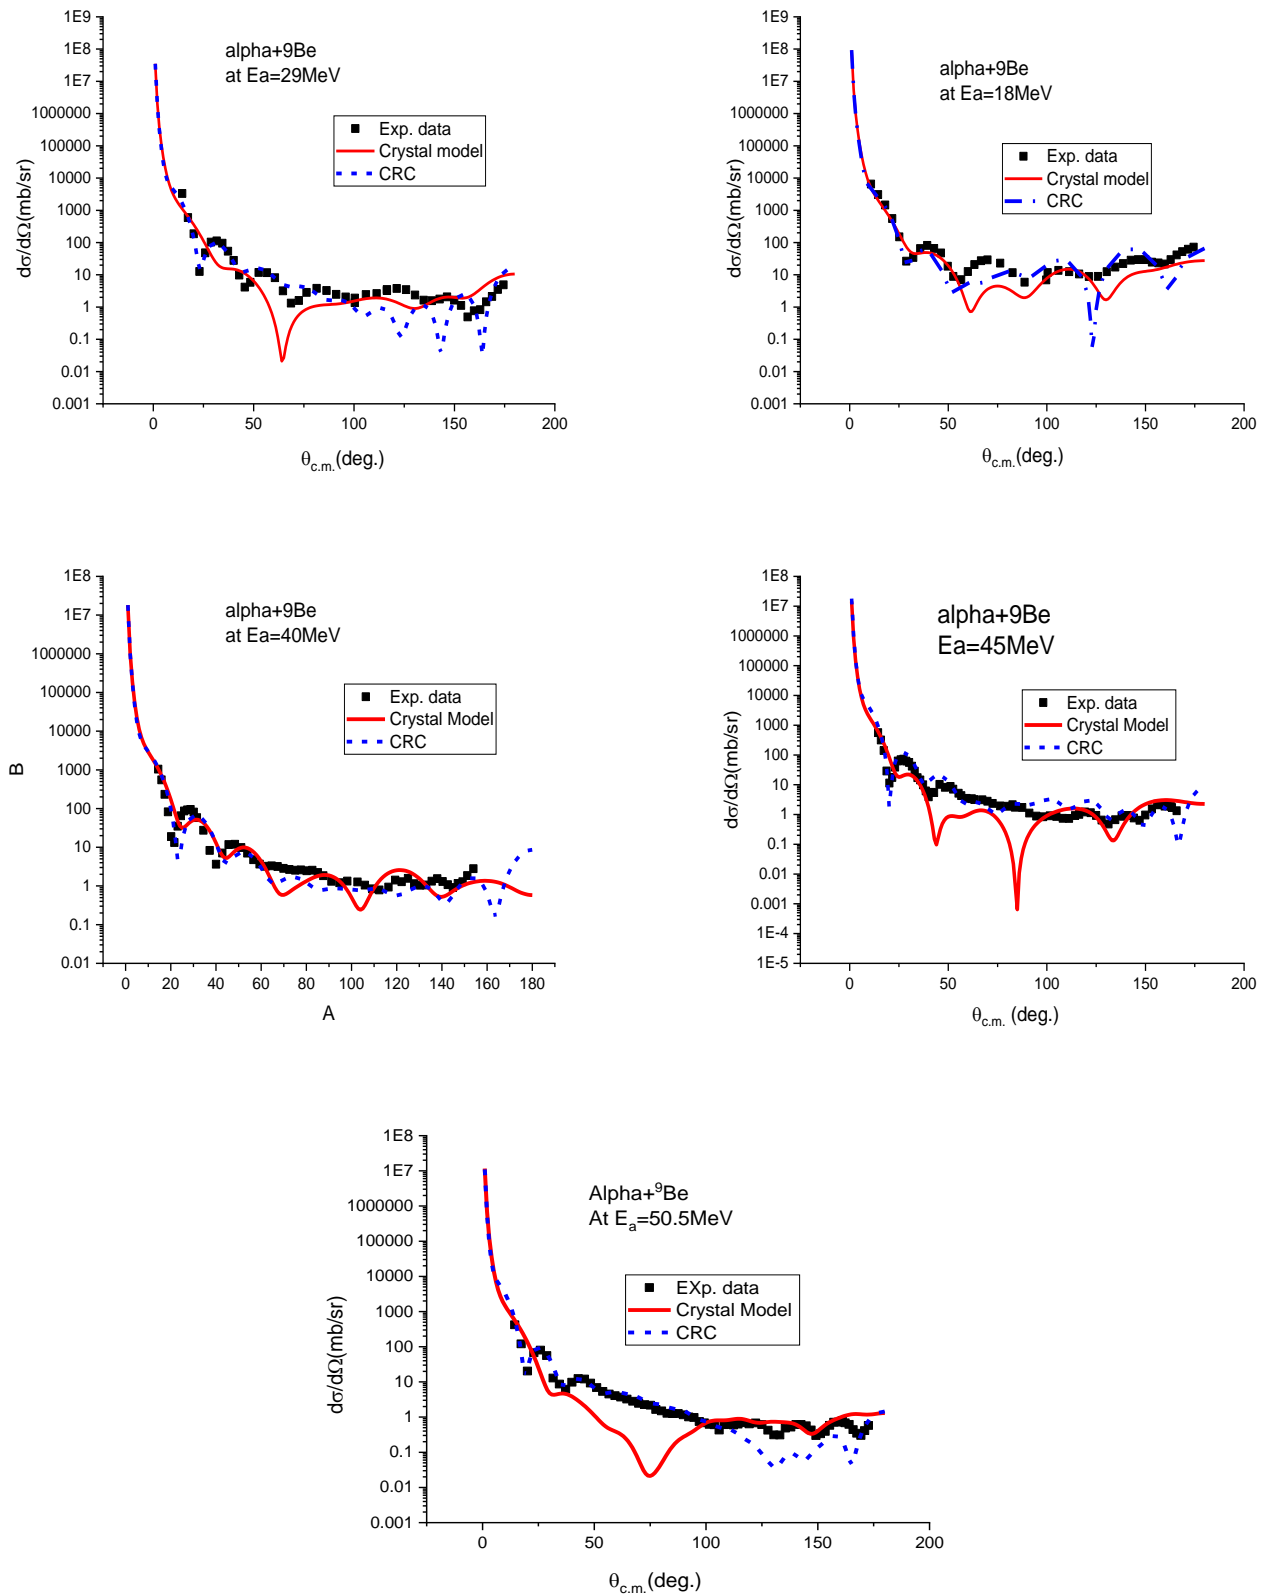 alpha+9Be
at Ea=29MeV
Exp. data
Crystal model
CRC
1E9
1E8
1E7
1000000
100000
10000
1000
100
10
1
0.1
0.01
0.001
dσ/dΩ(mb/sr)
0
50
100
150
200
θc.m.(deg.)
alpha+9Be
at Ea=18MeV
Exp. data
Crystal model
CRC
1E9
1E8
1E7
1000000
100000
10000
1000
100
10
1
0.1
0.01
0.001
dσ/dΩ(mb/sr)
0
50
100
150
200
θc.m.(deg.)
alpha+9Be
at Ea=40MeV
Exp. data
Crystal Model
CRC
1E8
1E7
1000000
100000
10000
1000
100
10
1
0.1
0.01
B
0
20
40
60
80
100
120
140
160
180
A
alpha+9Be
Ea=45MeV
Exp. data
Crystal Model
CRC
1E8
1E7
1000000
100000
10000
1000
100
10
1
0.1
0.01
0.001
1E-4
1E-5
dσ/dΩ(mb/sr)
0
50
100
150
200
θc.m. (deg.)
Alpha+⁹Be
At Ea=50.5MeV
EXp. data
Crystal Model
CRC
1E8
1E7
1000000
100000
10000
1000
100
10
1
0.1
0.01
0.001
dσ/dΩ(mb/sr)
0
50
100
150
200
θc.m.(deg.)